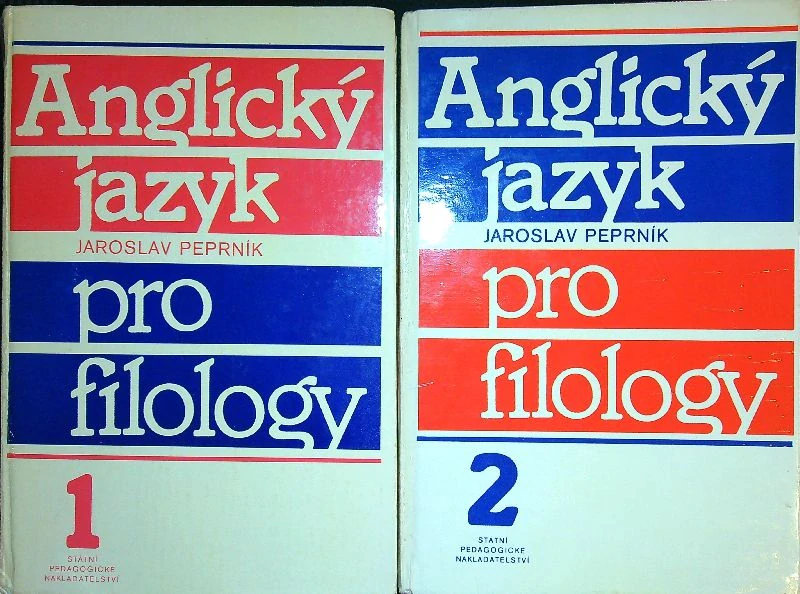 Anglický
jazyk
JAROSLAV PEPRNÍK
pro
filology
1
STÁTNÍ
PEDAGOGICKÉ
NAKLADATELSTVÍ
Anglický
jazyk
JAROSLAV PEPRNÍK
pro
filology
2
STÁTNÍ
PEDAGOGICKÉ
NAKLADATELSTVÍ